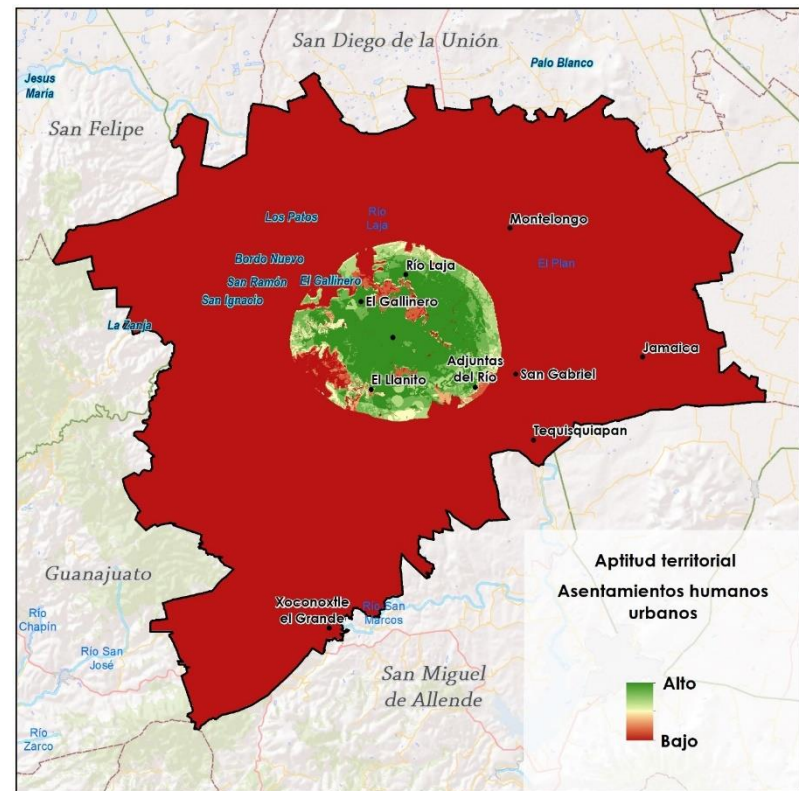 San Diego de la Unión
Palo Blanco
Jesus
María
San Felipe
Los Patos
Río
Laja
Montelongo
Bordo Nuevo
El Plan
Río Laja
San Ramón
El Gallinero
San Ignacio
El Gallinero
La Zanja
Jamaica
Adjuntas
del Río
San Gabriel
El Llanito
Tequisquiapan
Aptitud territorial
Asentamientos humanos
urbanos
Guanajuato
Xoconoxtle
el Grande
Río San
Marcos
Río
Chapín
Río San
José
San Miguel
de Allende
Alto
Bajo
Río
Zarco